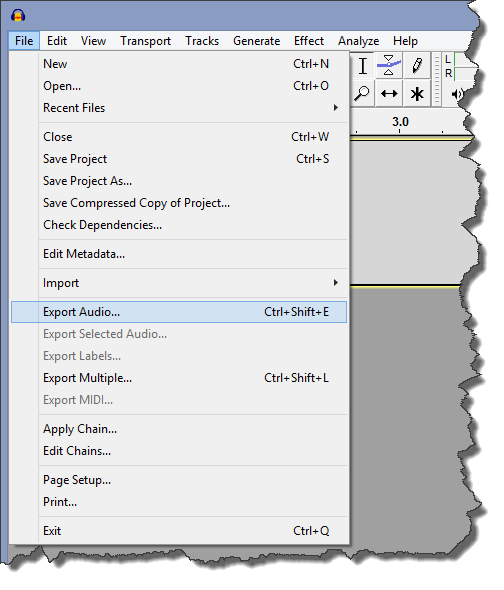 File Edit View Transport Tracks Generate Effect Analyze Help
New Ctrl+N
Open... Ctrl+O
Recent Files
Close Ctrl+W
Save Project Ctrl+S
Save Project As...
Save Compressed Copy of Project...
Check Dependencies...
Edit Metadata...
Import
Export Audio... Ctrl+Shift+E
Export Selected Audio...
Export Labels...
Export Multiple... Ctrl+Shift+L
Export MIDI...
Apply Chain...
Edit Chains...
Page Setup...
Print...
Exit Ctrl+Q
L
R
3.0